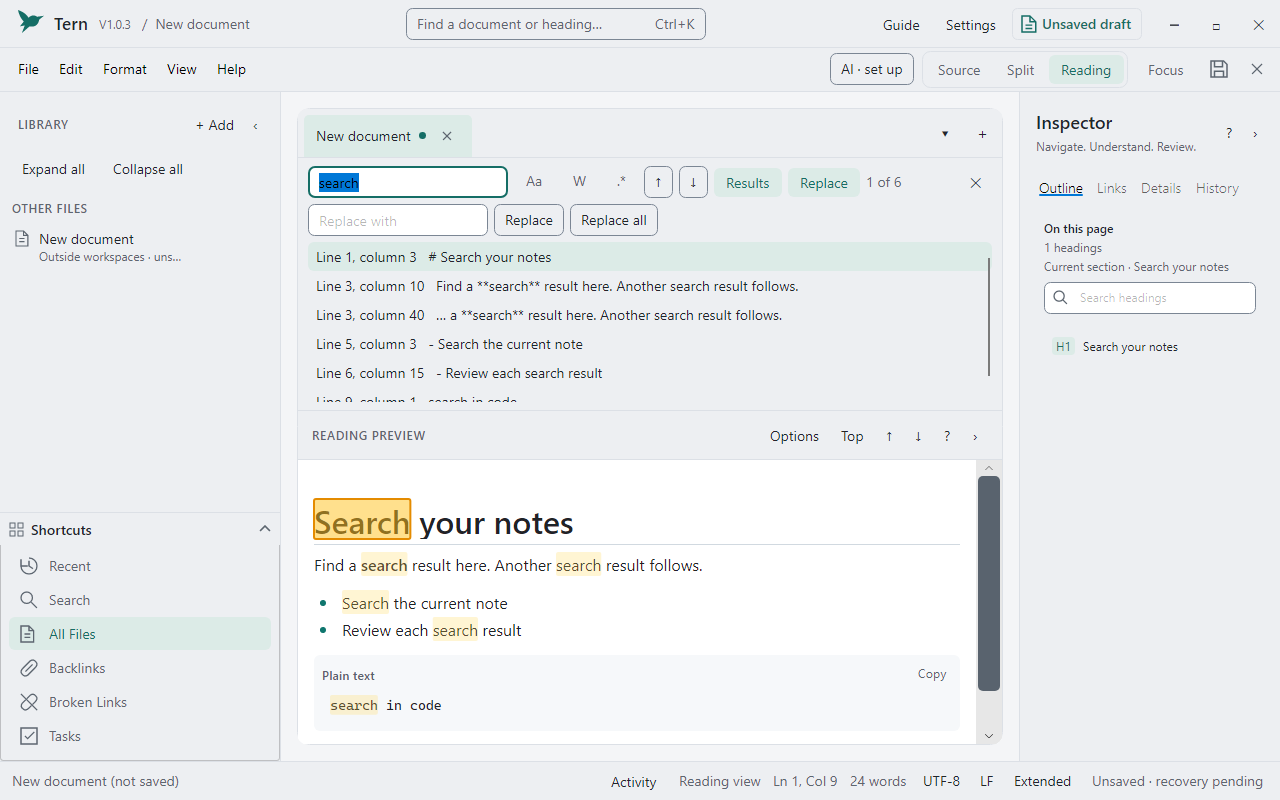 Tern V1.0.3 / New document
Find a document or heading... Ctrl+K
Guide Settings Unsaved draft
File Edit Format View Help
AI · set up Source Split Reading Focus
LIBRARY + Add ‹
Expand all Collapse all
OTHER FILES
New document
Outside workspaces · uns...
Shortcuts
Recent
Search
All Files
Backlinks
Broken Links
Tasks
New document ● × ▾ +
search Aa W .* ↑ ↓ Results Replace 1 of 6
Replace with Replace Replace all
Line 1, column 3 # Search your notes
Line 3, column 10 Find a **search** result here. Another search result follows.
Line 3, column 40 ... a **search** result here. Another search result follows.
Line 5, column 3 - Search the current note
Line 6, column 15 - Review each search result
Line 9, column 1 search in code
READING PREVIEW Options Top ↑ ↓ ? ›
Search your notes
Find a search result here. Another search result follows.
• Search the current note
• Review each search result
Plain text Copy
search in code
Inspector ? ›
Navigate. Understand. Review.
Outline Links Details History
On this page
1 headings
Current section · Search your notes
Search headings
H1 Search your notes
New document (not saved) Activity Reading view Ln 1, Col 9 24 words UTF-8 LF Extended Unsaved · recovery pending